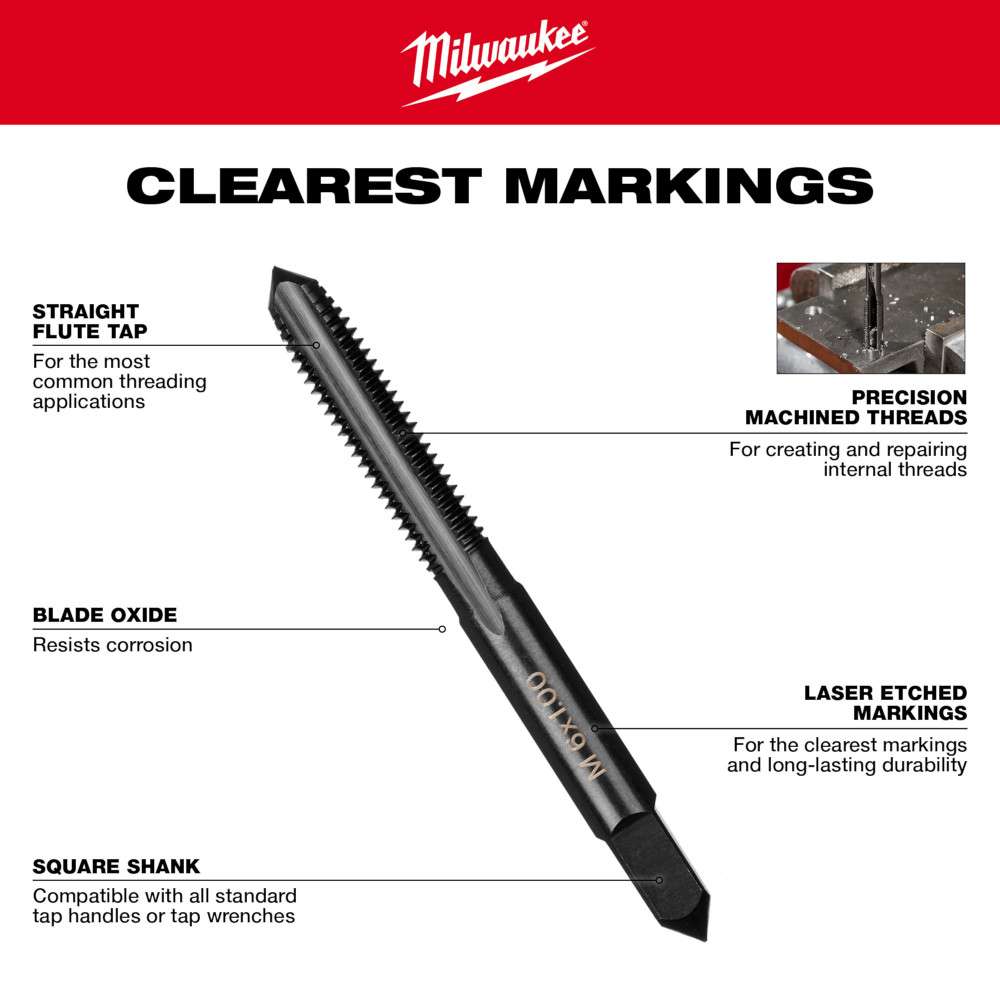 Milwaukee®
CLEAREST MARKINGS
STRAIGHT
FLUTE TAP
For the most
common threading
applications
PRECISION
MACHINED THREADS
For creating and repairing
internal threads
BLADE OXIDE
Resists corrosion
M 6x1.00
LASER ETCHED
MARKINGS
For the clearest markings
and long-lasting durability
SQUARE SHANK
Compatible with all standard
tap handles or tap wrenches